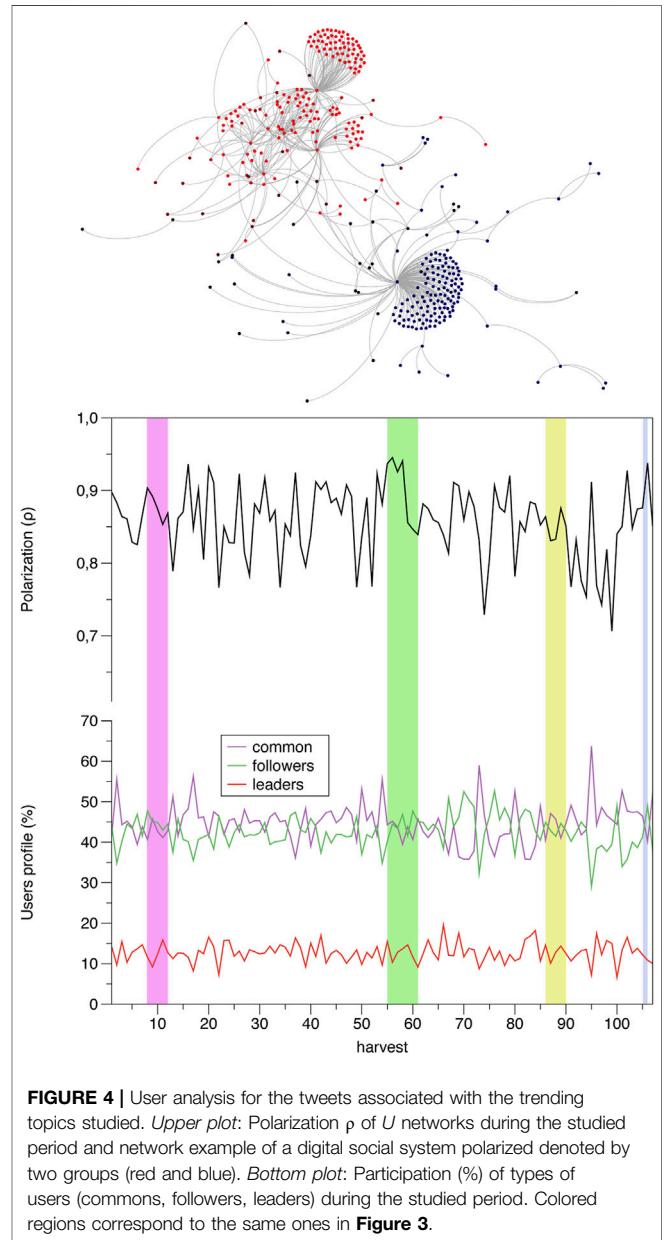 1,0
0,9
0,8
0,7
Polarization (ρ)
70
60
50
40
30
20
10
0
Users profile (%)
common
followers
leaders
10 20 30 40 50 60 70 80 90 100
harvest
FIGURE 4 | User analysis for the tweets associated with the trending
topics studied. Upper plot: Polarization ρ of U networks during the studied
period and network example of a digital social system polarized denoted by
two groups (red and blue). Bottom plot: Participation (%) of types of
users (commons, followers, leaders) during the studied period. Colored
regions correspond to the same ones in Figure 3.